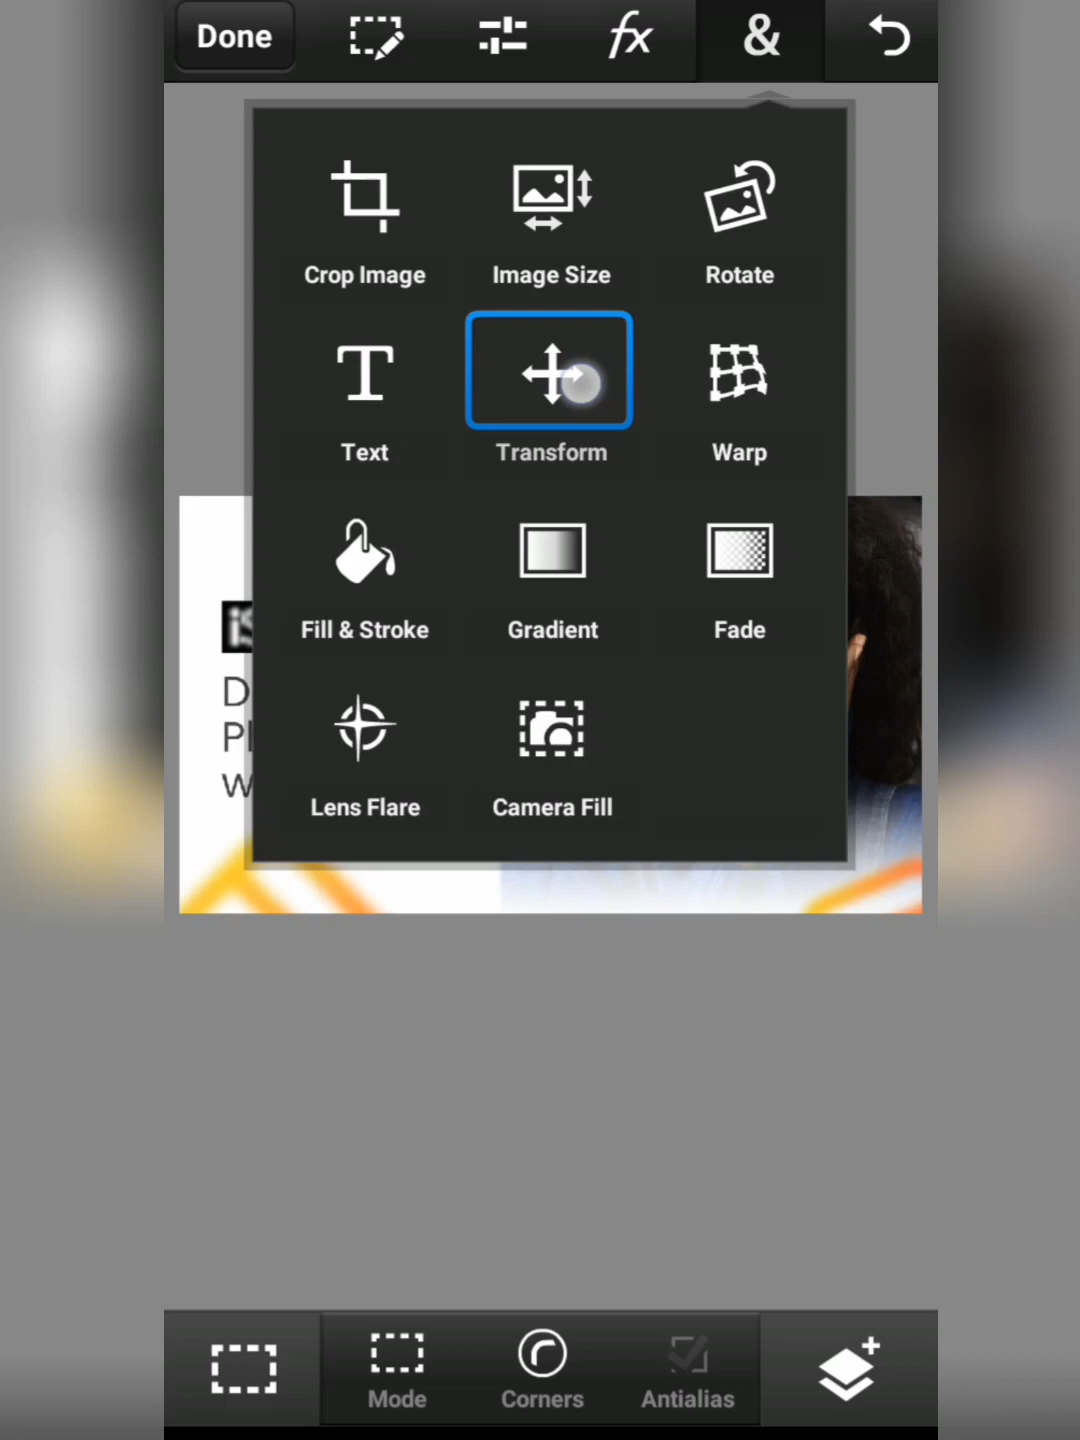 Done fx &
Crop Image Image Size Rotate
Text Transform Warp
Fill & Stroke Gradient Fade
Lens Flare Camera Fill
Mode Corners Antialias